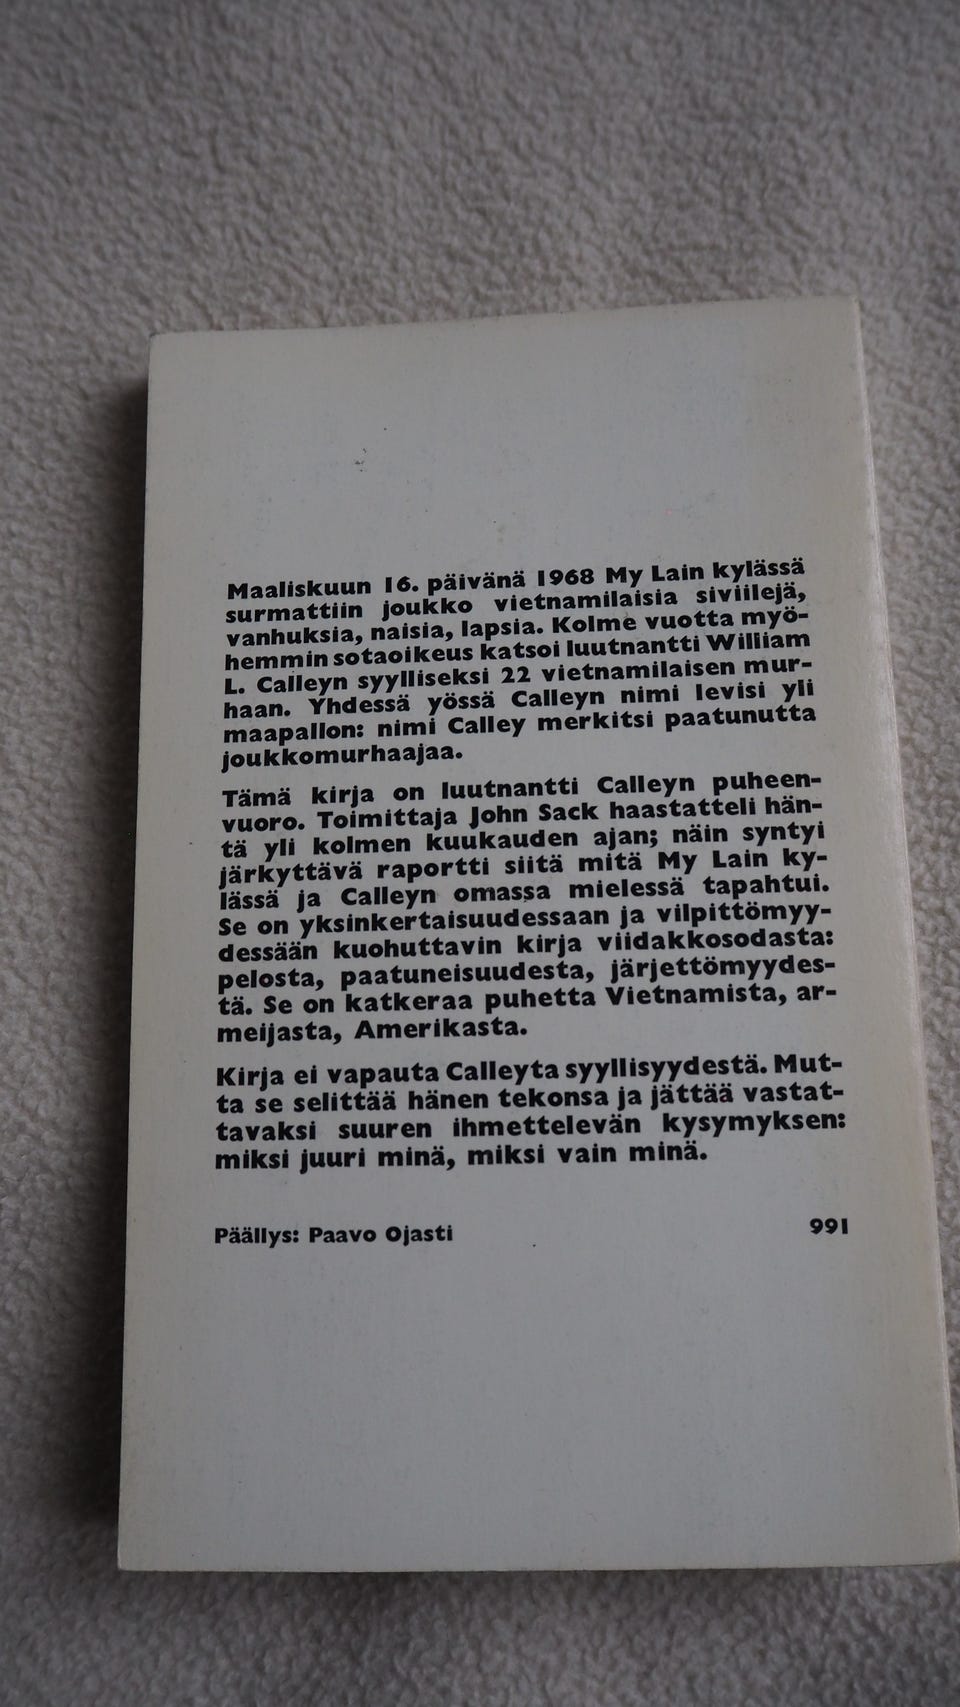 Maaliskuun 16. päivänä 1968 My Lain kylässä
surmattiin joukko vietnamilaisia siviilejä,
vanhuksia, naisia, lapsia. Kolme vuotta myö-
hemmin sotaoikeus katsoi luutnantti William
L. Calleyn syylliseksi 22 vietnamilaisen mur-
haan. Yhdessä yössä Calleyn nimi levisi yli
maapallon: nimi Calley merkitsi paatunutta
joukkomurhaajaa.
Tämä kirja on luutnantti Calleyn puheen-
vuoro. Toimittaja John Sack haastatteli hän-
tä yli kolmen kuukauden ajan; näin syntyi
järkyttävä raportti siitä mitä My Lain ky-
lässä ja Calleyn omassa mielessä tapahtui.
Se on yksinkertaisuudessaan ja vilpittömyy-
dessään kuohuttavin kirja viidakkosodasta:
pelosta, paatuneisuudesta, järjettömyydes-
tä. Se on katkeraa puhetta Vietnamista, ar-
meijasta, Amerikasta.
Kirja ei vapauta Calleyta syyllisyydestä. Mut-
ta se selittää hänen tekonsa ja jättää vastat-
tavaksi suuren ihmettelevän kysymyksen:
miksi juuri minä, miksi vain minä.
Päällys: Paavo Ojasti 991